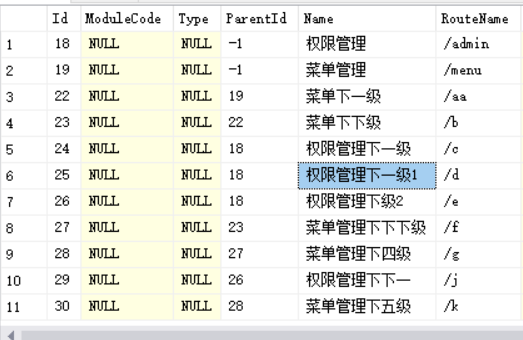 Id ModuleCode Type ParentId Name RouteName
1 18 NULL NULL -1 权限管理 /admin
2 19 NULL NULL -1 菜单管理 /menu
3 22 NULL NULL 19 菜单下一级 /aa
4 23 NULL NULL 22 菜单下下级 /b
5 24 NULL NULL 18 权限管理下一级 /c
6 25 NULL NULL 18 权限管理下一级1 /d
7 26 NULL NULL 18 权限管理下级2 /e
8 27 NULL NULL 23 菜单管理下下下级 /f
9 28 NULL NULL 27 菜单管理下四级 /g
10 29 NULL NULL 26 权限管理下下一 /j
11 30 NULL NULL 28 菜单管理下五级 /k